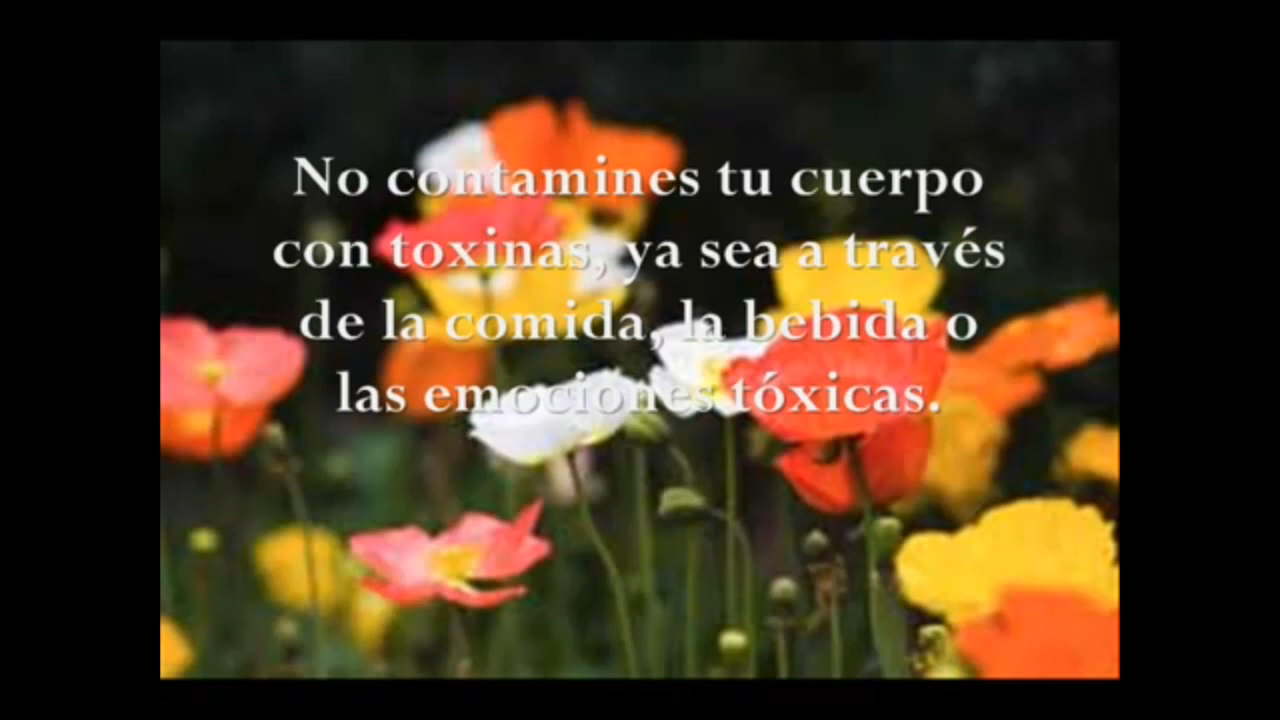 No contamines tu cuerpo
con toxinas, ya sea a través
de la comida, la bebida o
las emociones tóxicas.